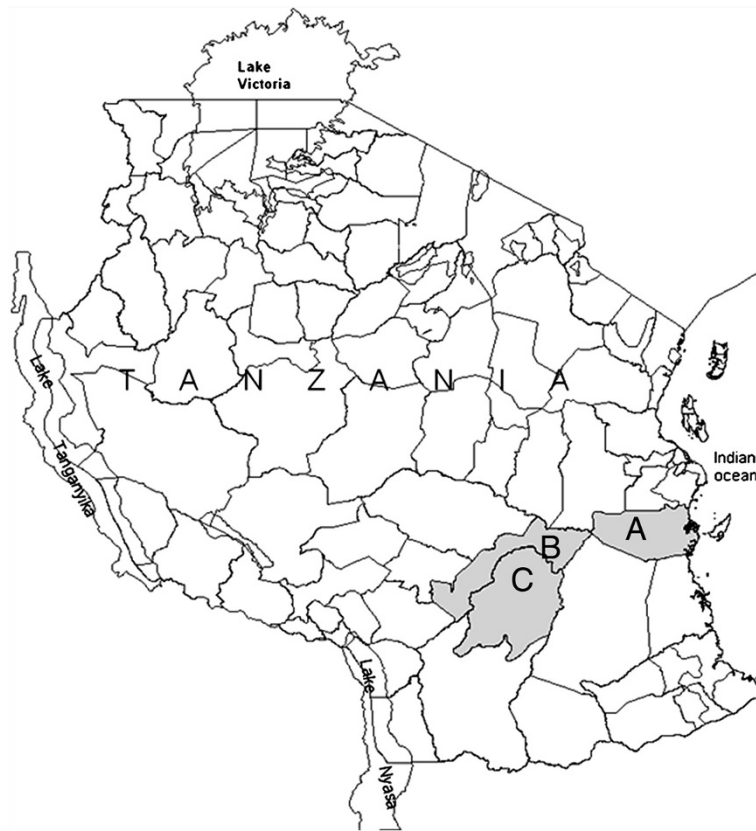 Lake
Victoria
Lake
Tanganyika
T A N Z A N I A
Indian
ocean
A
B
C
Lake
Nyasa